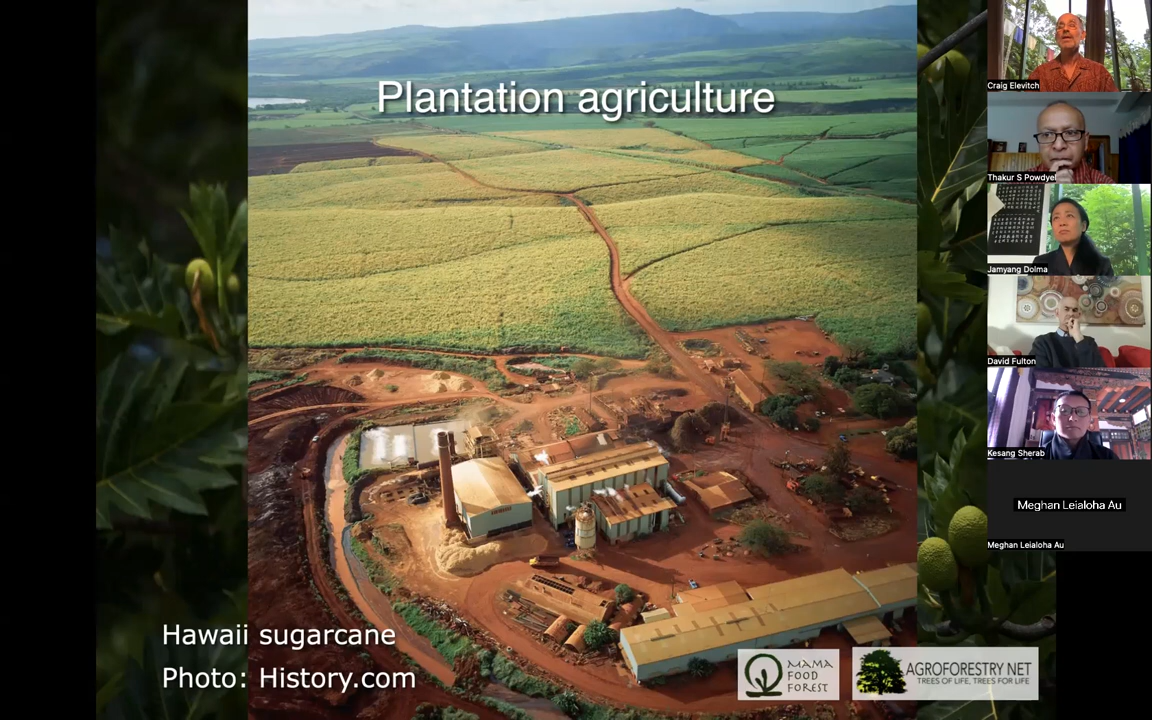 Plantation agriculture
Hawaii sugarcane
Photo: History.com
MAMA
FOOD
FOREST
AGROFORESTRY NET
TREES OF LIFE, TREES FOR LIFE
Craig Elevitch
Thakur S Powdyel
Jamyang Dolma
David Fulton
Kesang Sherab
Meghan Leialoha Au
Meghan Leialoha Au